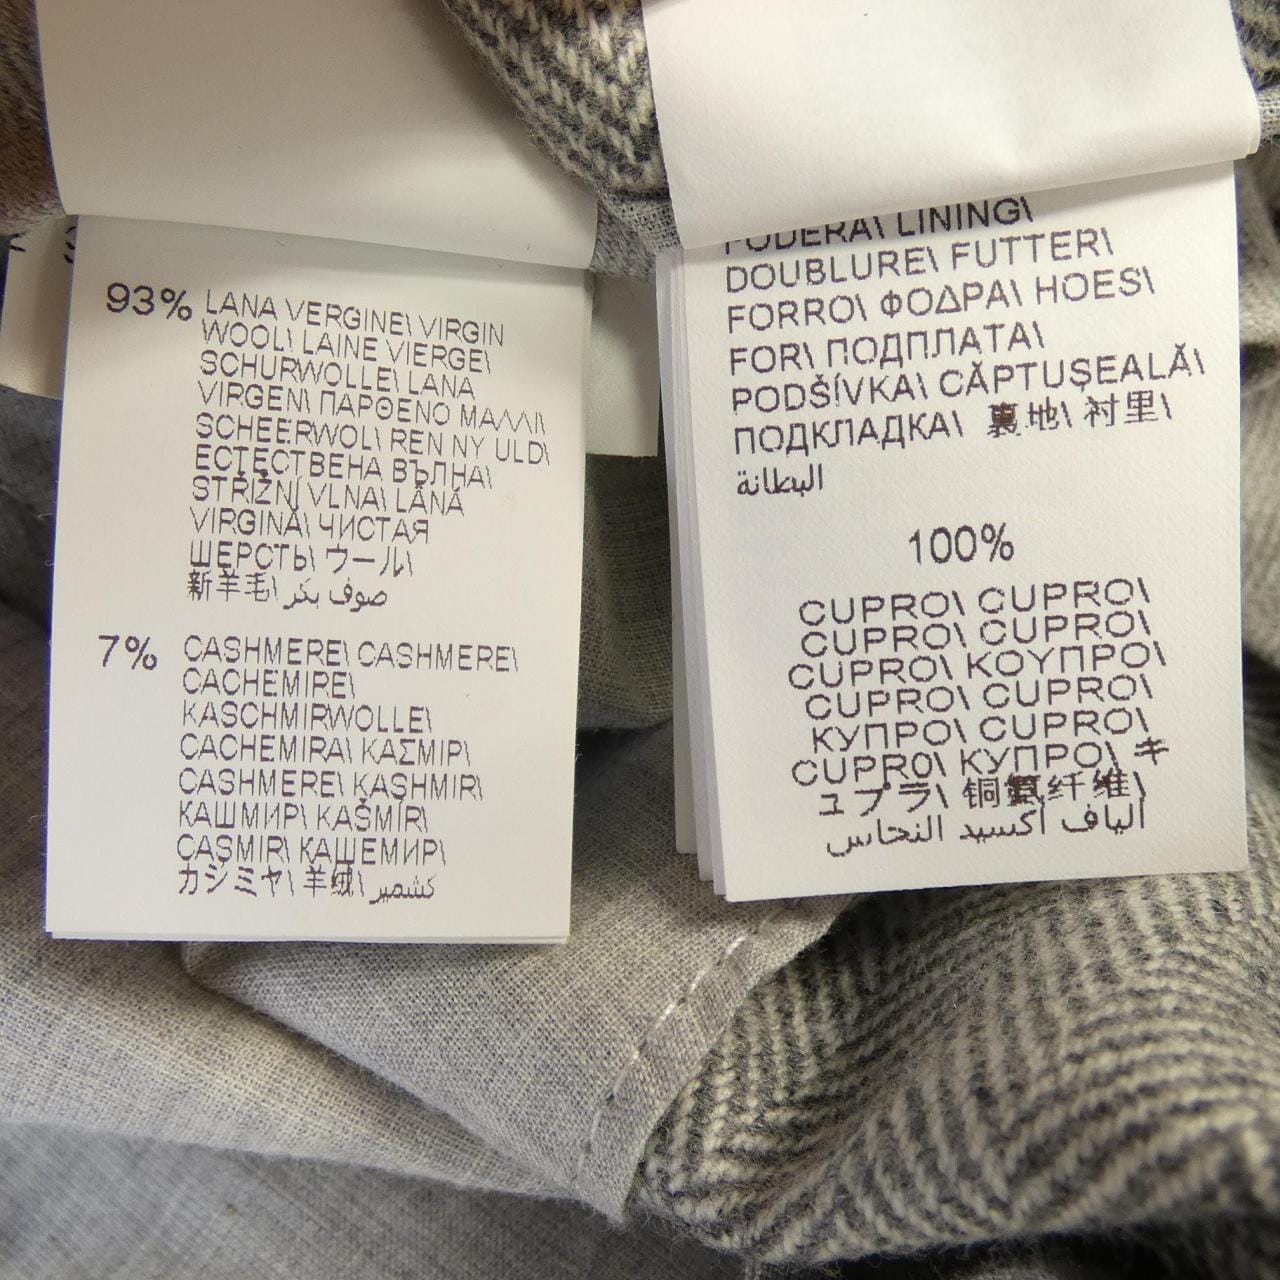 93% LANA VERGINE\ VIRGIN
WOOL\ LAINE VIERGE\
SCHURWOLLE\ LANA
VIRGEN\ ΠΑΡΘΕΝΟ ΜΑΛΛΙ\
SCHEERWOL\ REN NY ULD\
ЕСТЕСТВЕНА ВЪЛНА\
STŘIŽNÍ VLNA\ LÂNĂ
VIRGINĂ\ ЧИСТАЯ
ШЕРСТЬ\ ウール\
新羊毛\ صوف بكر
7% CASHMERE\ CASHMERE\
CACHEMIRE\
KASCHMIRWOLLE\
CACHEMIRA\ ΚΑΣΜΙΡ\
CASHMERE\ KASHMIR\
КАШМИР\ KAŠMÍR\
CAȘMIR\ КАШЕМИР\
カシミヤ\ 羊绒\ كشمير
FODERA\ LINING\
DOUBLURE\ FUTTER\
FORRO\ ΦΟΔΡΑ\ HOES\
FOR\ ПОДПЛАТА\
PODŠÍVKA\ CĂPTUȘEALĂ\
ПОДКЛАДКА\ 裏地\ 衬里\
البطانة
100%
CUPRO\ CUPRO\
CUPRO\ CUPRO\
CUPRO\ ΚΟΥΠΡΟ\
CUPRO\ CUPRO\
КУПРО\ CUPRO\
CUPRO\ КУПРО\ キ
ュプラ\ 铜氨纤维\
الياف اكسيد النحاس